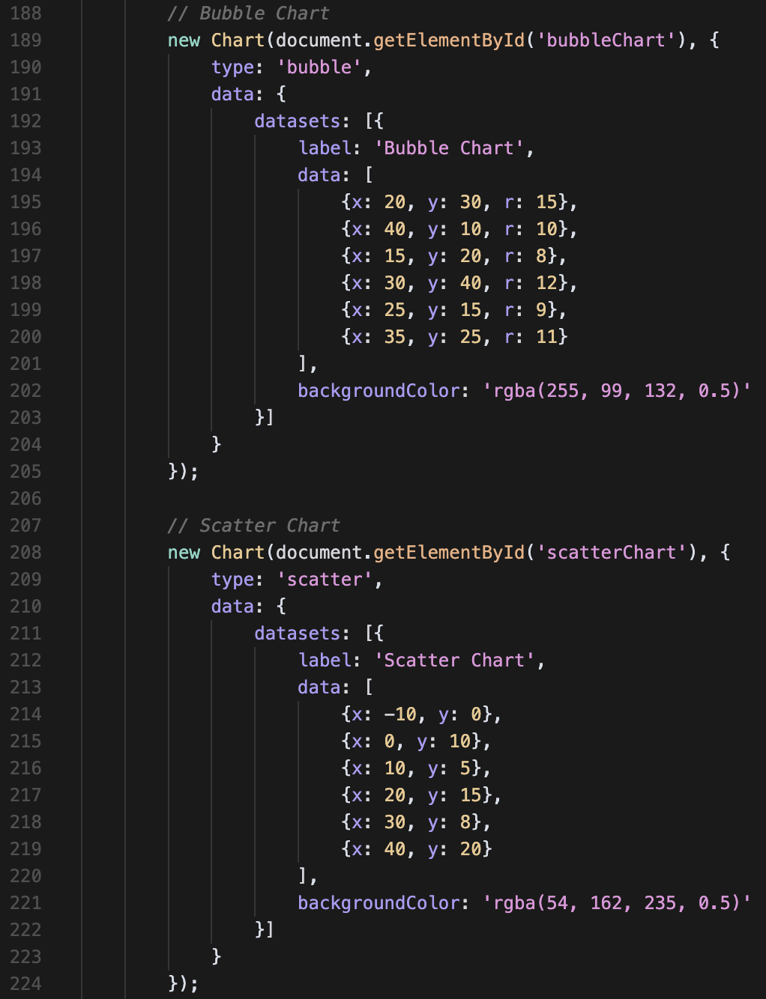 188 // Bubble Chart
189 new Chart(document.getElementById('bubbleChart'), {
190 type: 'bubble',
191 data: {
192 datasets: [{
193 label: 'Bubble Chart',
194 data: [
195 {x: 20, y: 30, r: 15},
196 {x: 40, y: 10, r: 10},
197 {x: 15, y: 20, r: 8},
198 {x: 30, y: 40, r: 12},
199 {x: 25, y: 15, r: 9},
200 {x: 35, y: 25, r: 11}
201 ],
202 backgroundColor: 'rgba(255, 99, 132, 0.5)'
203 }]
204 }
205 });
206
207 // Scatter Chart
208 new Chart(document.getElementById('scatterChart'), {
209 type: 'scatter',
210 data: {
211 datasets: [{
212 label: 'Scatter Chart',
213 data: [
214 {x: -10, y: 0},
215 {x: 0, y: 10},
216 {x: 10, y: 5},
217 {x: 20, y: 15},
218 {x: 30, y: 8},
219 {x: 40, y: 20}
220 ],
221 backgroundColor: 'rgba(54, 162, 235, 0.5)'
222 }]
223 }
224 });